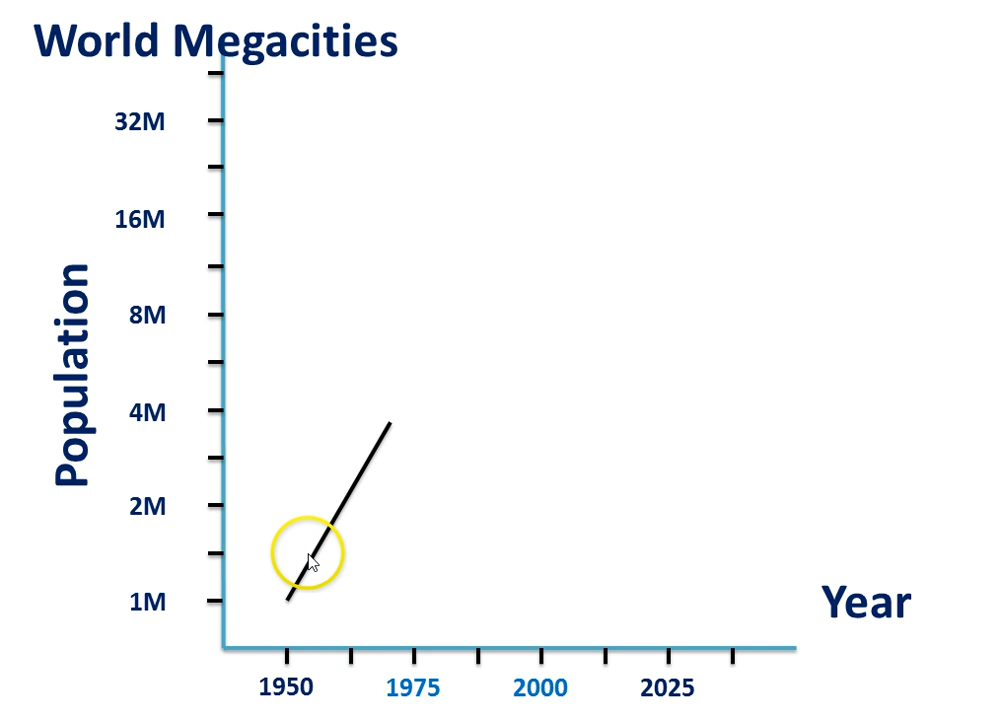 World Megacities
32M
16M
8M
4M
2M
1M
Population
Year
1950 1975 2000 2025